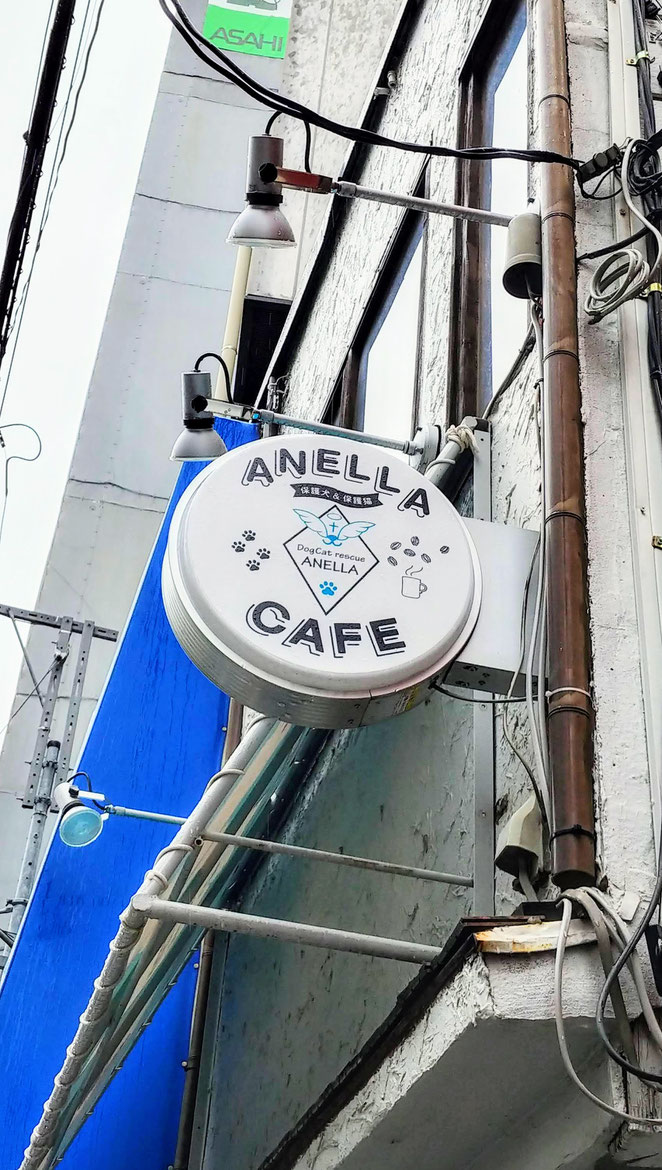 ASAHI
ANELLA
保護犬 & 保護猫
DogCat rescue
ANELLA
CAFE